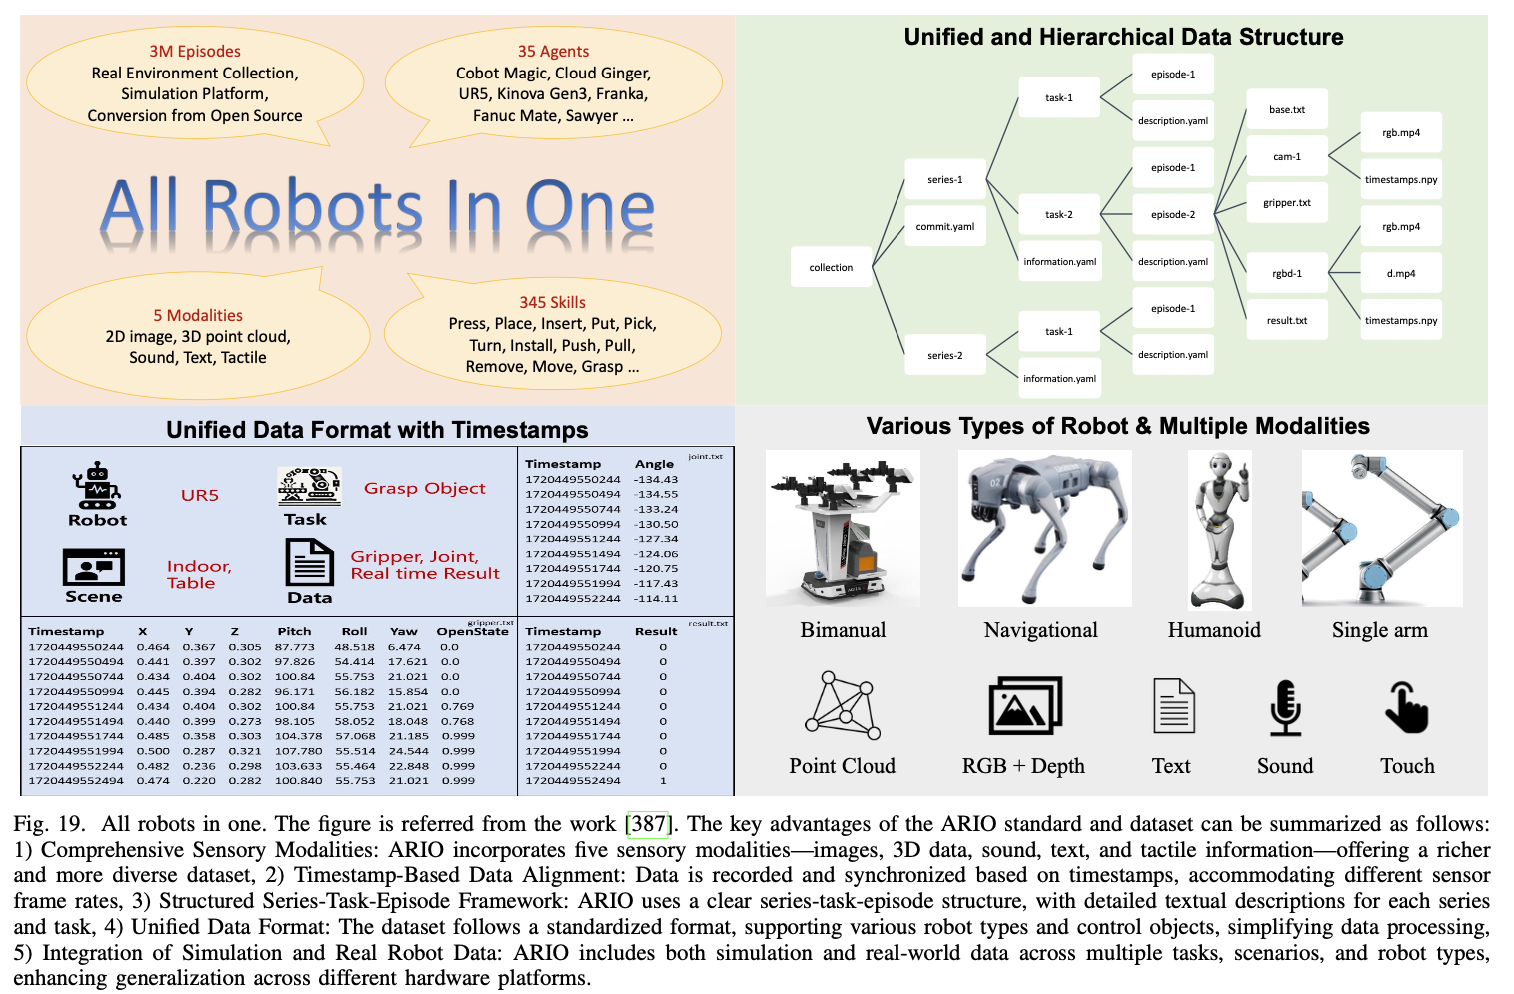 3M Episodes
Real Environment Collection,
Simulation Platform,
Conversion from Open Source
35 Agents
Cobot Magic, Cloud Ginger,
UR5, Kinova Gen3, Franka,
Fanuc Mate, Sawyer ...
All Robots In One
5 Modalities
2D image, 3D point cloud,
Sound, Text, Tactile
345 Skills
Press, Place, Insert, Put, Pick,
Turn, Install, Push, Pull,
Remove, Move, Grasp ...
Unified and Hierarchical Data Structure
collection
series-1
commit.yaml
series-2
task-1
task-2
information.yaml
task-1
information.yaml
episode-1
description.yaml
episode-1
episode-2
description.yaml
episode-1
description.yaml
base.txt
cam-1
gripper.txt
rgbd-1
result.txt
rgb.mp4
timestamps.npy
rgb.mp4
d.mp4
timestamps.npy
Unified Data Format with Timestamps
Robot
UR5
Task
Grasp Object
Scene
Indoor,
Table
Data
Gripper, Joint,
Real time Result
joint.txt
Timestamp Angle
1720449550244 -134.43
1720449550494 -134.55
1720449550744 -133.24
1720449550994 -130.50
1720449551244 -127.34
1720449551494 -124.06
1720449551744 -120.75
1720449551994 -117.43
1720449552244 -114.11
gripper.txt
Timestamp X Y Z Pitch Roll Yaw OpenState
1720449550244 0.464 0.367 0.305 87.773 48.518 6.474 0.0
1720449550494 0.441 0.397 0.302 97.826 54.414 17.621 0.0
1720449550744 0.434 0.404 0.302 100.84 55.753 21.021 0.0
1720449550994 0.445 0.394 0.282 96.171 56.182 15.854 0.0
1720449551244 0.434 0.404 0.302 100.84 55.753 21.021 0.769
1720449551494 0.440 0.399 0.273 98.105 58.052 18.048 0.768
1720449551744 0.485 0.358 0.303 104.378 57.068 21.185 0.999
1720449551994 0.500 0.287 0.321 107.780 55.514 24.544 0.999
1720449552244 0.482 0.236 0.298 103.633 55.464 22.848 0.999
1720449552494 0.474 0.220 0.282 100.840 55.753 21.021 0.999
result.txt
Timestamp Result
1720449550244 0
1720449550494 0
1720449550744 0
1720449550994 0
1720449551244 0
1720449551494 0
1720449551744 0
1720449551994 0
1720449552244 0
1720449552494 1
Various Types of Robot & Multiple Modalities
02
Bimanual
Navigational
Humanoid
Single arm
Point Cloud
RGB + Depth
Text
Sound
Touch
Fig. 19. All robots in one. The figure is referred from the work [387]. The key advantages of the ARIO standard and dataset can be summarized as follows:
1) Comprehensive Sensory Modalities: ARIO incorporates five sensory modalities—images, 3D data, sound, text, and tactile information—offering a richer
and more diverse dataset, 2) Timestamp-Based Data Alignment: Data is recorded and synchronized based on timestamps, accommodating different sensor
frame rates, 3) Structured Series-Task-Episode Framework: ARIO uses a clear series-task-episode structure, with detailed textual descriptions for each series
and task, 4) Unified Data Format: The dataset follows a standardized format, supporting various robot types and control objects, simplifying data processing,
5) Integration of Simulation and Real Robot Data: ARIO includes both simulation and real-world data across multiple tasks, scenarios, and robot types,
enhancing generalization across different hardware platforms.